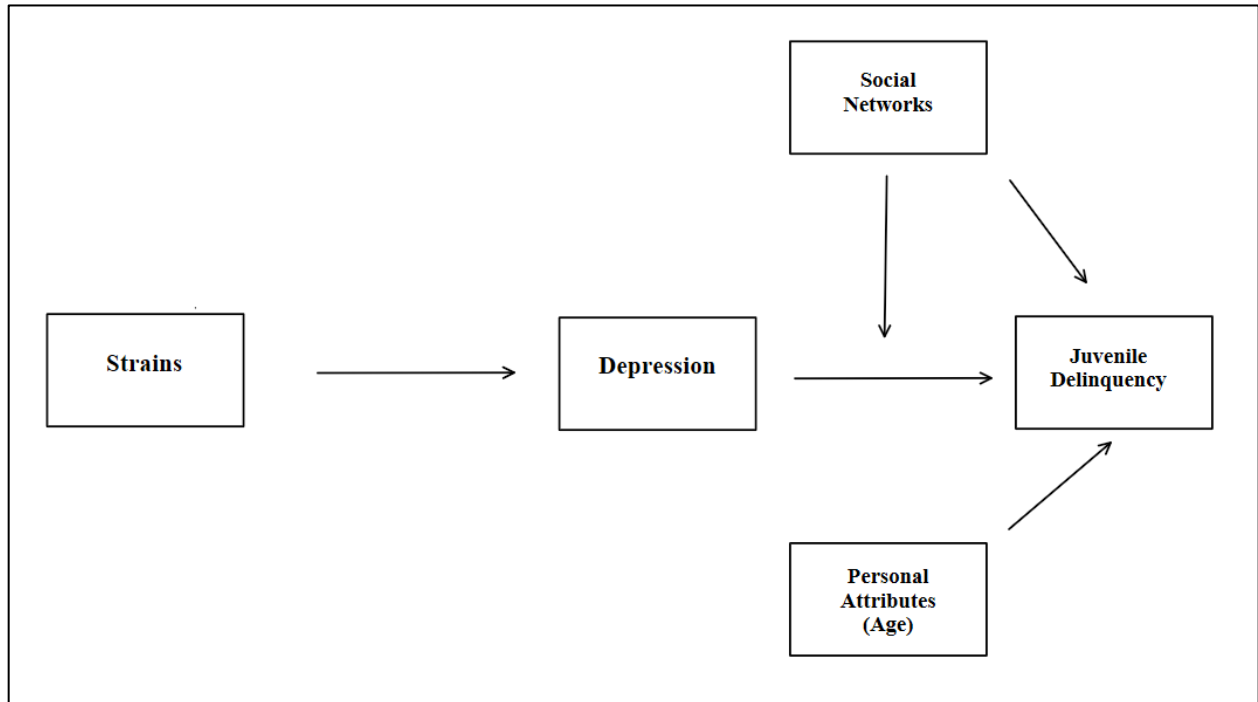 Social
Networks
Strains
Depression
Juvenile
Delinquency
Personal
Attributes
(Age)